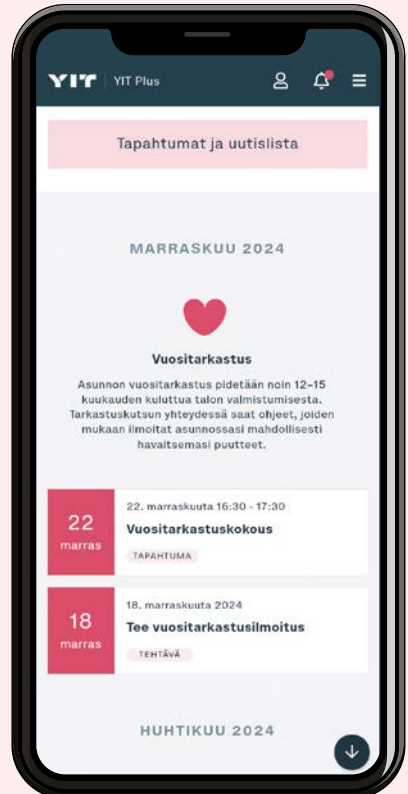 YIT YIT Plus
Tapahtumat ja uutislista
MARRASKUU 2024
Vuositarkastus
Asunnon vuositarkastus pidetään noin 12–15
kuukauden kuluttua talon valmistumisesta.
Tarkastuskutsun yhteydessä saat ohjeet, joiden
mukaan ilmoitat asunnossasi mahdollisesti
havaitsemasi puutteet.
22
marras
22. marraskuuta 16:30 - 17:30
Vuositarkastuskokous
TAPAHTUMA
18
marras
18. marraskuuta 2024
Tee vuositarkastusilmoitus
TEHTÄVÄ
HUHTIKUU 2024